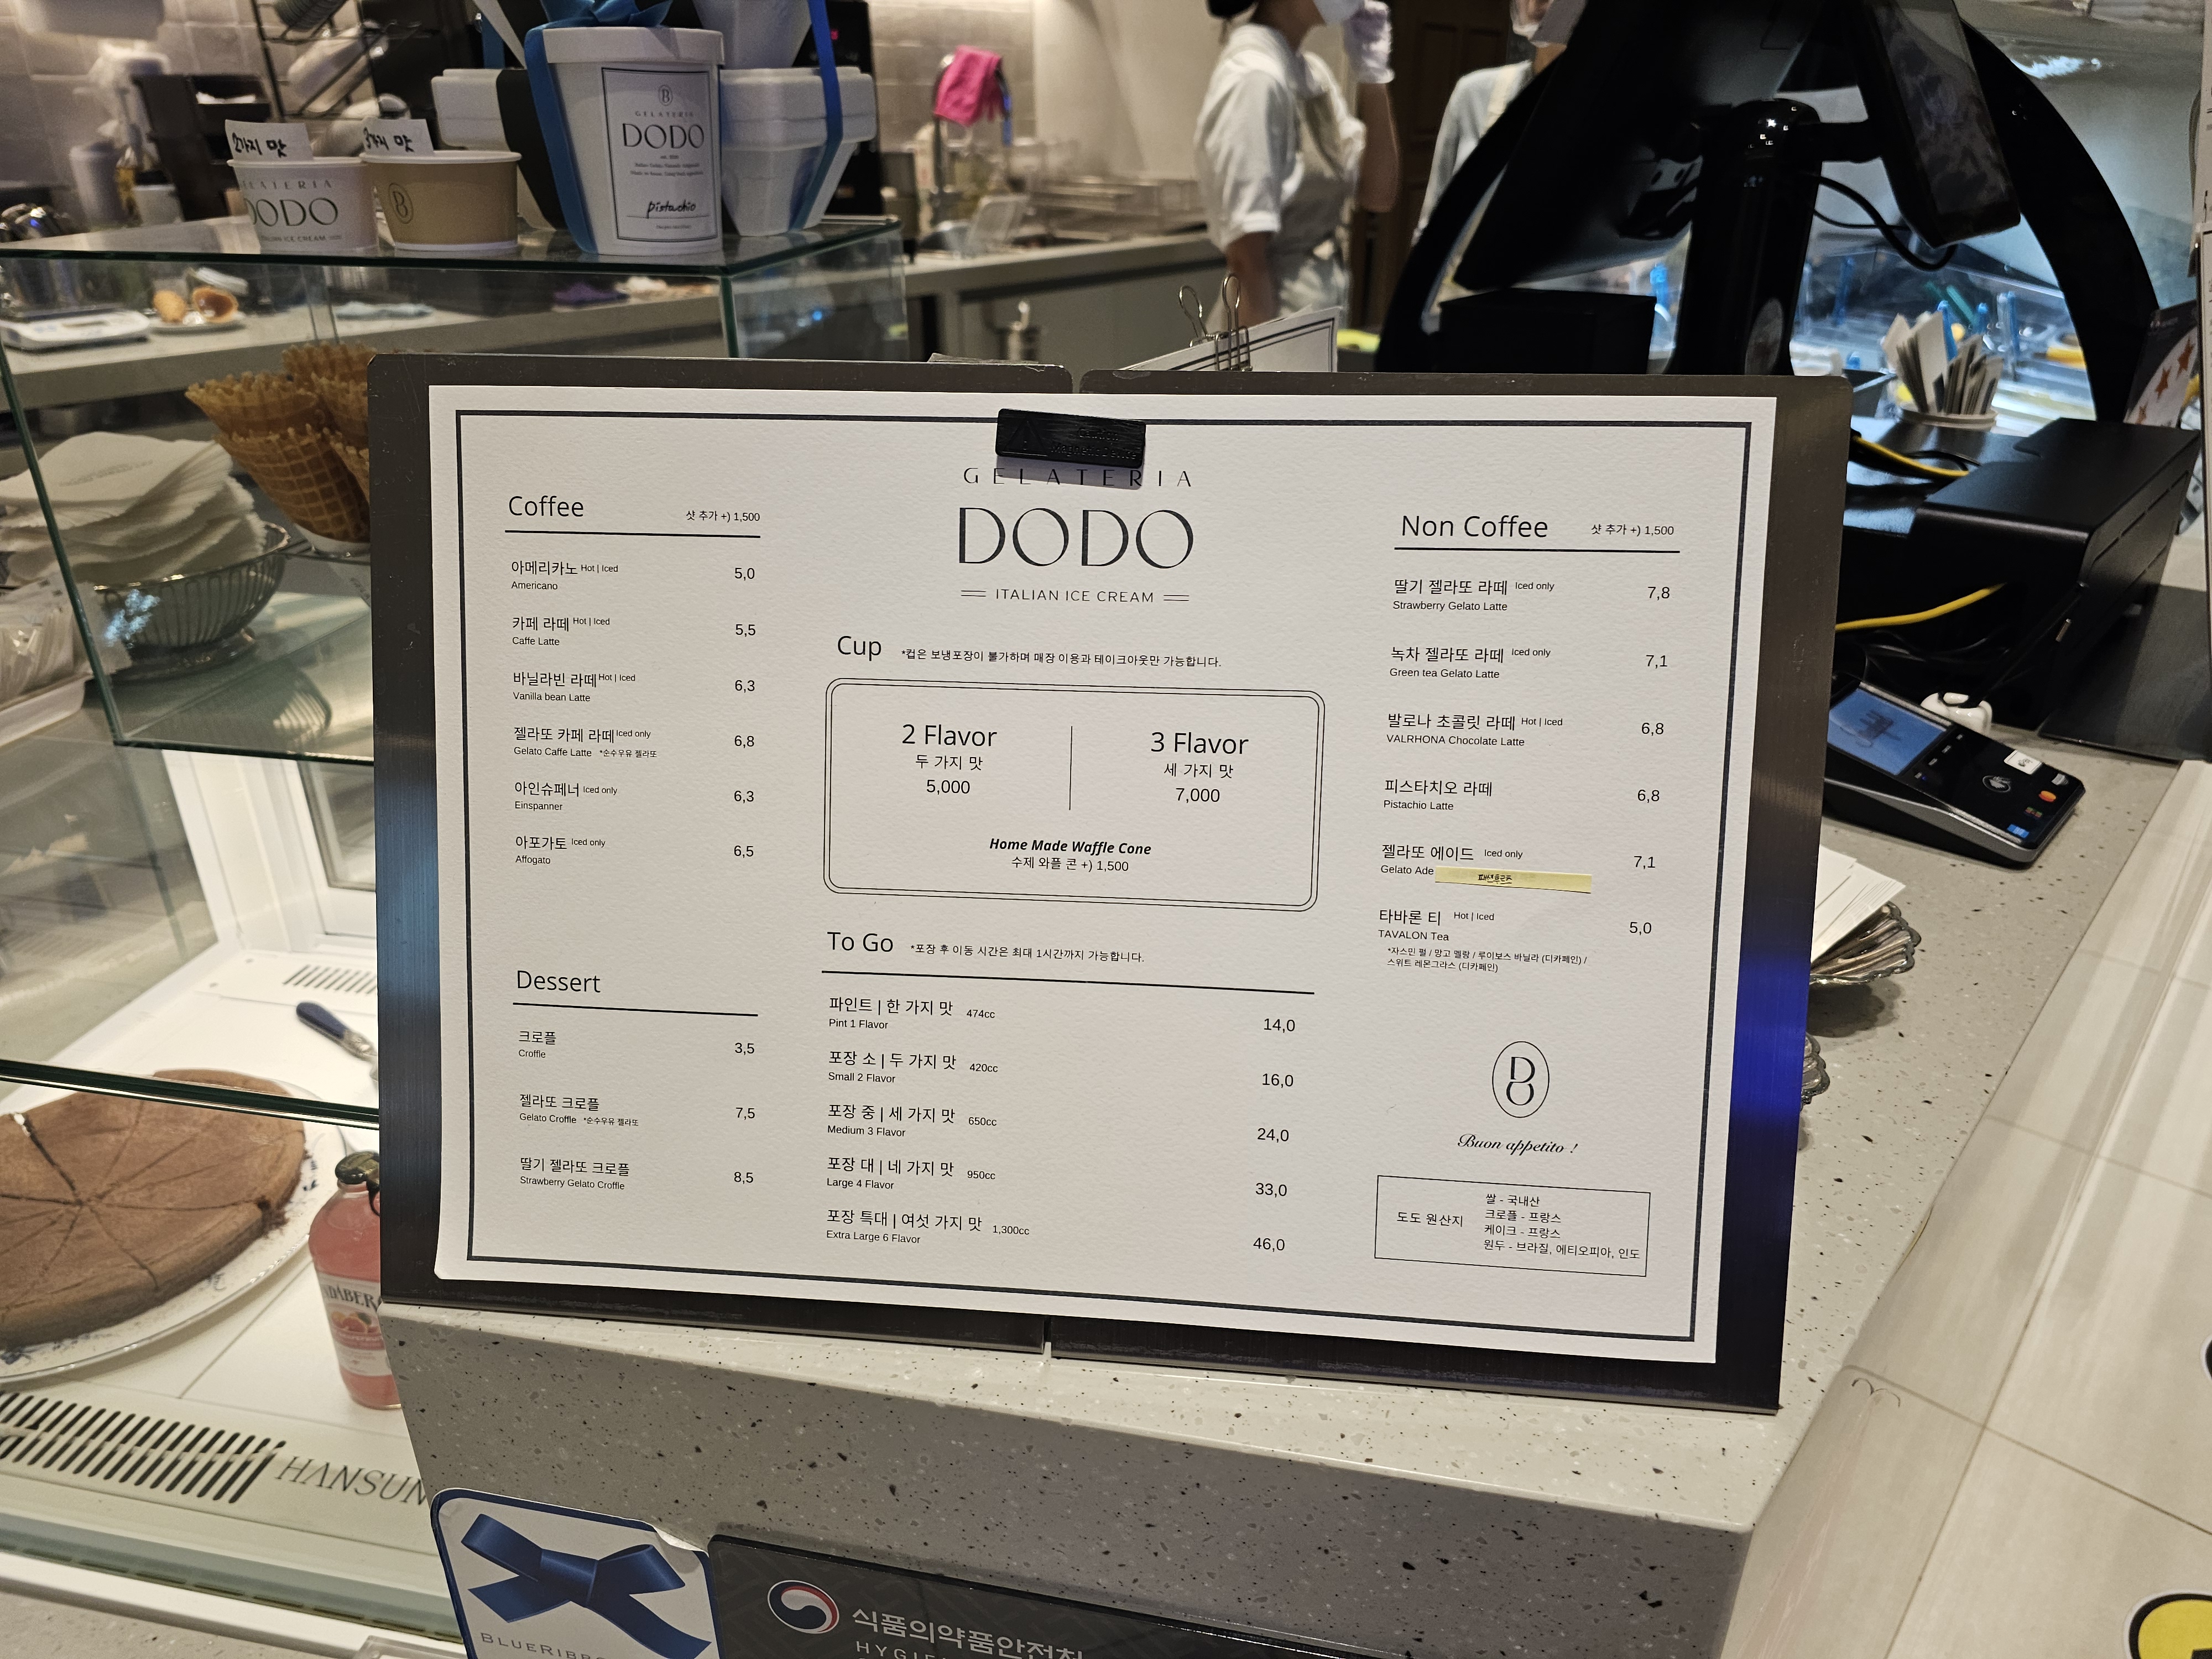 2가지 맛
3가지 맛
GELATERIA
DODO
ITALIAN ICE CREAM
GELATERIA
DODO
pistachio
GELATERIA
DODO
ITALIAN ICE CREAM
Coffee 샷 추가 +) 1,500
아메리카노 Hot | Iced 5,0
Americano
카페 라떼 Hot | Iced 5,5
Caffe Latte
바닐라빈 라떼 Hot | Iced 6,3
Vanilla bean Latte
젤라또 카페 라떼 Iced only 6,8
Gelato Caffe Latte *순수우유 젤라또
아인슈페너 Iced only 6,3
Einspanner
아포가토 Iced only 6,5
Affogato
Dessert
크로플 3,5
Croffle
젤라또 크로플 7,5
Gelato Croffle *순수우유 젤라또
딸기 젤라또 크로플 8,5
Strawberry Gelato Croffle
Cup *컵은 보냉포장이 불가하며 매장 이용과 테이크아웃만 가능합니다.
2 Flavor
두 가지 맛
5,000
3 Flavor
세 가지 맛
7,000
Home Made Waffle Cone
수제 와플 콘 +) 1,500
To Go *포장 후 이동 시간은 최대 1시간까지 가능합니다.
파인트 | 한 가지 맛 474cc 14,0
Pint 1 Flavor
포장 소 | 두 가지 맛 420cc 16,0
Small 2 Flavor
포장 중 | 세 가지 맛 650cc 24,0
Medium 3 Flavor
포장 대 | 네 가지 맛 950cc 33,0
Large 4 Flavor
포장 특대 | 여섯 가지 맛 1,300cc 46,0
Extra Large 6 Flavor
Non Coffee 샷 추가 +) 1,500
딸기 젤라또 라떼 Iced only 7,8
Strawberry Gelato Latte
녹차 젤라또 라떼 Iced only 7,1
Green tea Gelato Latte
발로나 초콜릿 라떼 Hot | Iced 6,8
VALRHONA Chocolate Latte
피스타치오 라떼 6,8
Pistachio Latte
젤라또 에이드 Iced only 7,1
Gelato Ade 패션후르츠
타바론 티 Hot | Iced 5,0
TAVALON Tea
*자스민 펄 / 망고 멜랑 / 루이보스 바닐라 (디카페인) /
스위트 레몬그라스 (디카페인)
Buon appetito !
도도 원산지
쌀 - 국내산
크로플 - 프랑스
케이크 - 프랑스
원두 - 브라질, 에티오피아, 인도
HANSUN
식품의약품안전처